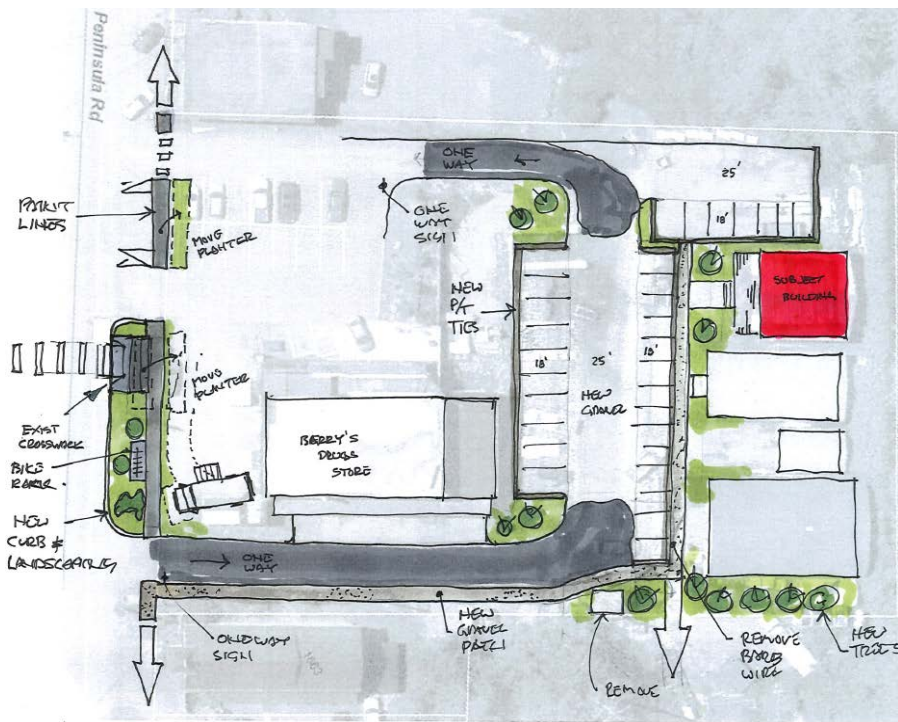 Peninsula Rd
ONE
WAY
25'
18'
PAINT
LINES
MOVE
PLANTER
ONE
WAY
SIGN
SUBJECT
BUILDING
NEW
P/T
TIES
18'
25'
18'
NEW
GRAVEL
MOVE
PLANTER
EXIST
CROSSWALK
BIKE
RACK
BERRY'S
DRUGS
STORE
NEW
CURB &
LANDSCAPING
ONE
WAY
ONE WAY
SIGN
NEW
GRAVEL
PATH
REMOVE
REMOVE
BARB
WIRE
NEW
TREES